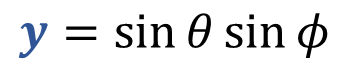 y = sin θ sin ϕ